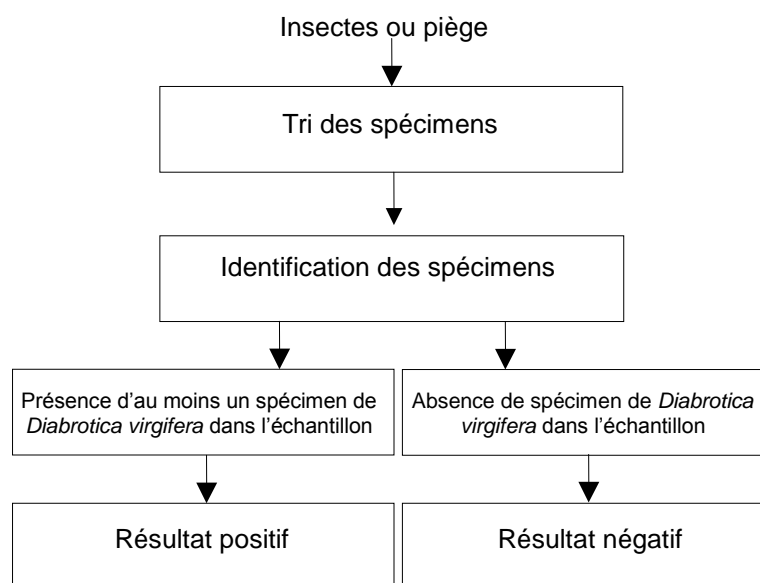 Insectes ou piège
Tri des spécimens
Identification des spécimens
Présence d'au moins un spécimen de
Diabrotica virgifera dans l'échantillon
Absence de spécimen de Diabrotica
virgifera dans l'échantillon
Résultat positif
Résultat négatif